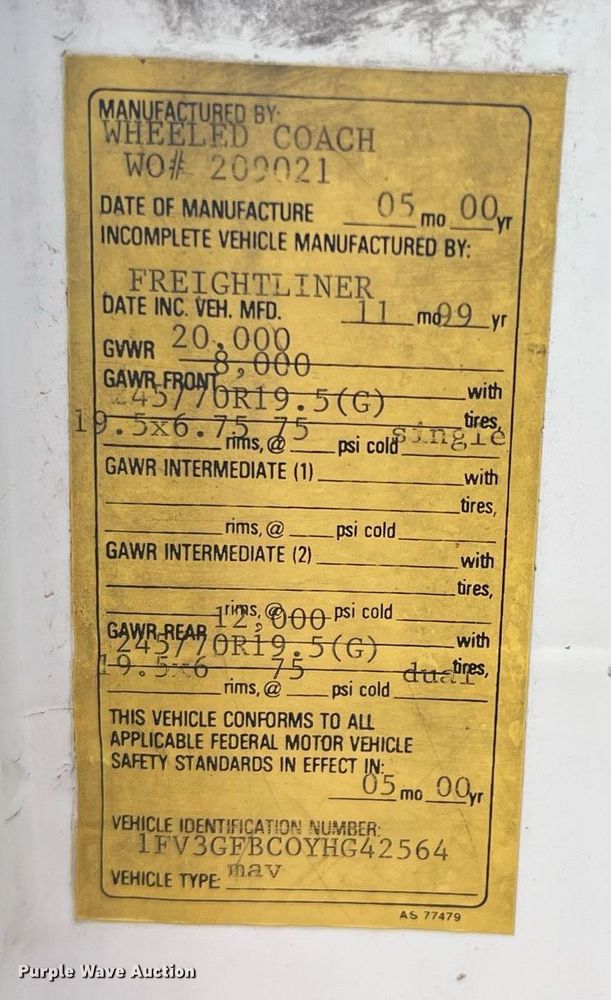 MANUFACTURED BY:
WHEELED COACH
WO# 209021
DATE OF MANUFACTURE 05 mo 00 yr
INCOMPLETE VEHICLE MANUFACTURED BY:
FREIGHTLINER
DATE INC. VEH. MFD. 11 mo 99 yr
GVWR 20,000
GAWR FRONT 8,000 with
245/70R19.5(G) tires,
19.5x6.75 rims, @ 75 psi cold single
GAWR INTERMEDIATE (1) with
tires,
rims, @ psi cold
GAWR INTERMEDIATE (2) with
tires,
rims, @ psi cold
GAWR REAR 12,000 with
245/70R19.5(G) tires,
19.5x6 rims, @ 75 psi cold dual
THIS VEHICLE CONFORMS TO ALL
APPLICABLE FEDERAL MOTOR VEHICLE
SAFETY STANDARDS IN EFFECT IN:
05 mo 00 yr
VEHICLE IDENTIFICATION NUMBER:
1FV3GFBC0YHG42564
VEHICLE TYPE: mav
AS 77479
Purple Wave Auction